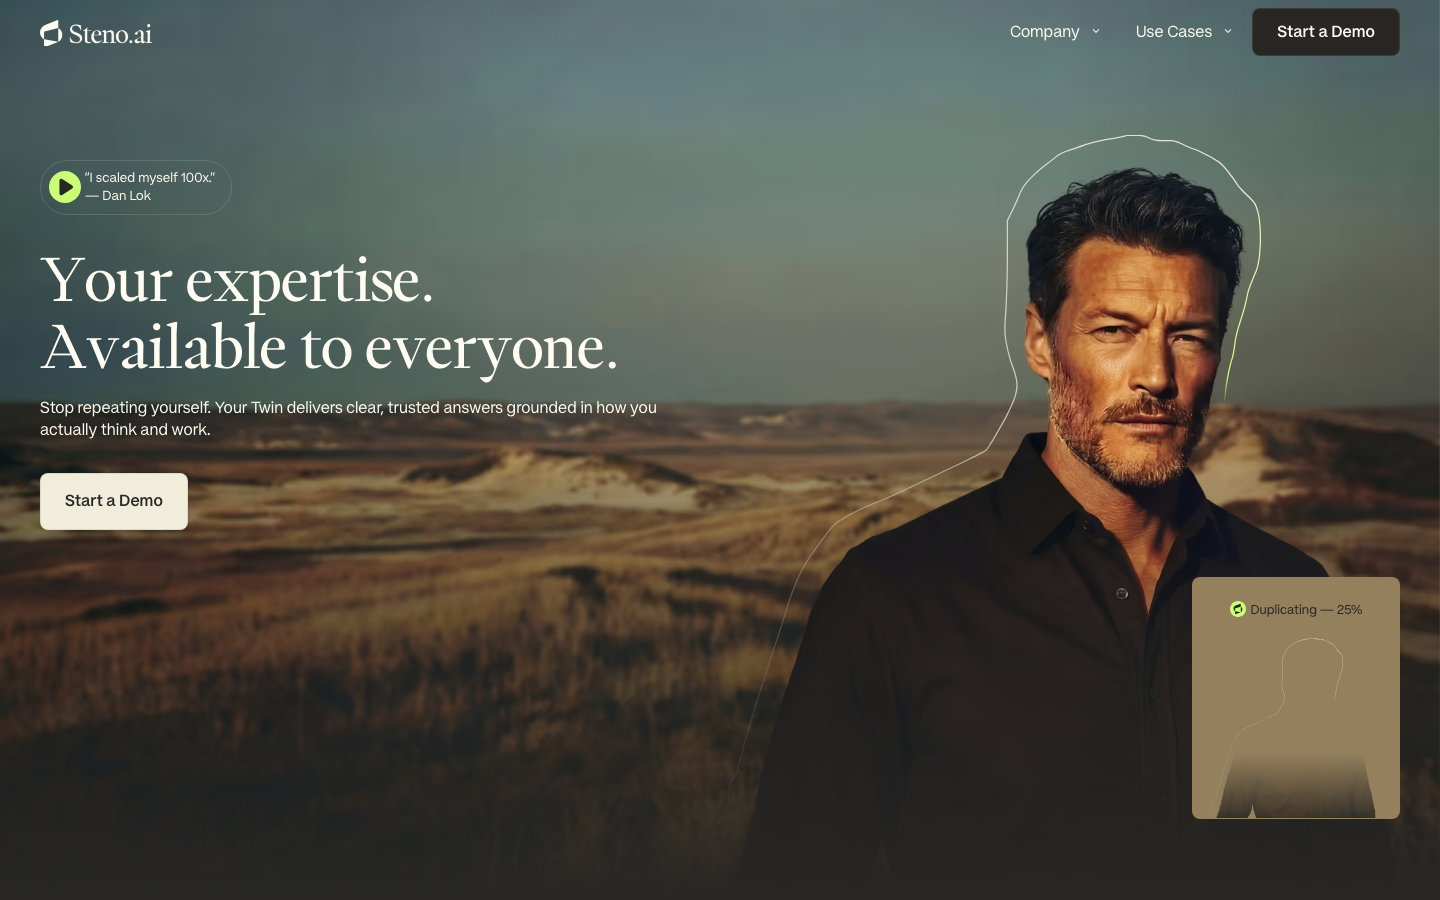 Steno.ai
Company
Use Cases
Start a Demo
"I scaled myself 100x."
— Dan Lok
Your expertise.
Available to everyone.
Stop repeating yourself. Your Twin delivers clear, trusted answers grounded in how you
actually think and work.
Start a Demo
Duplicating — 25%